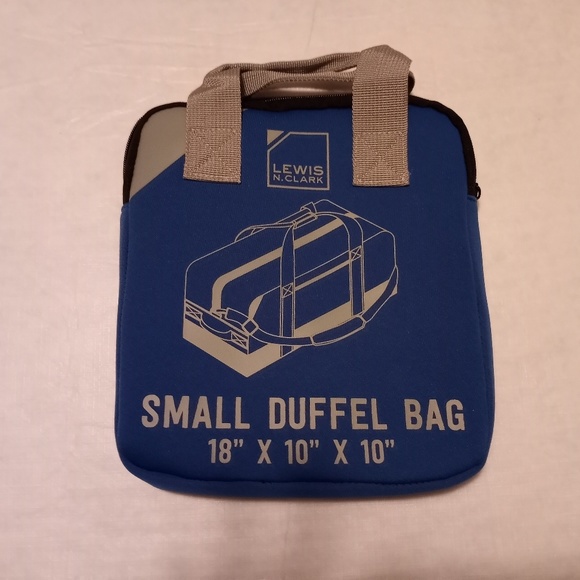 LEWIS
N.CLARK
SMALL DUFFEL BAG
18" X 10" X 10"